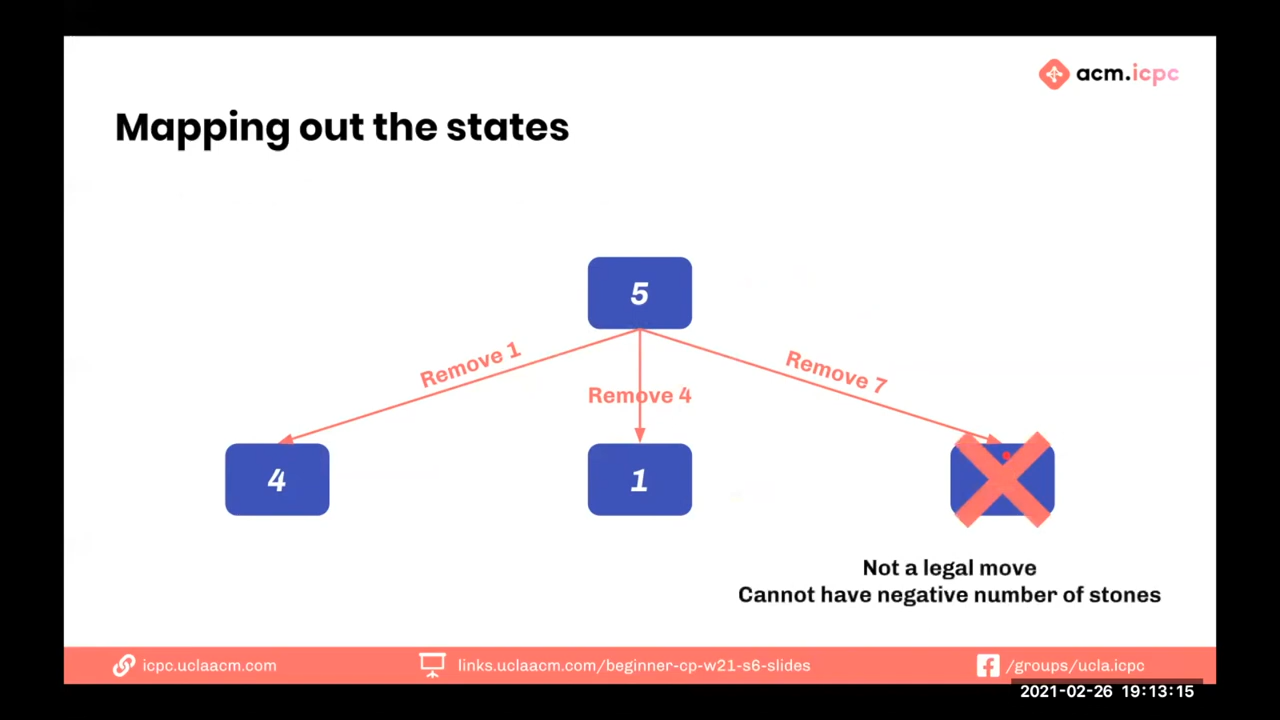 acm.icpc
Mapping out the states
5
Remove 1
Remove 4
Remove 7
4
1
Not a legal move
Cannot have negative number of stones
icpc.uclaacm.com
links.uclaacm.com/beginner-cp-w21-s6-slides
/groups/ucla.icpc
2021-02-26 19:13:15